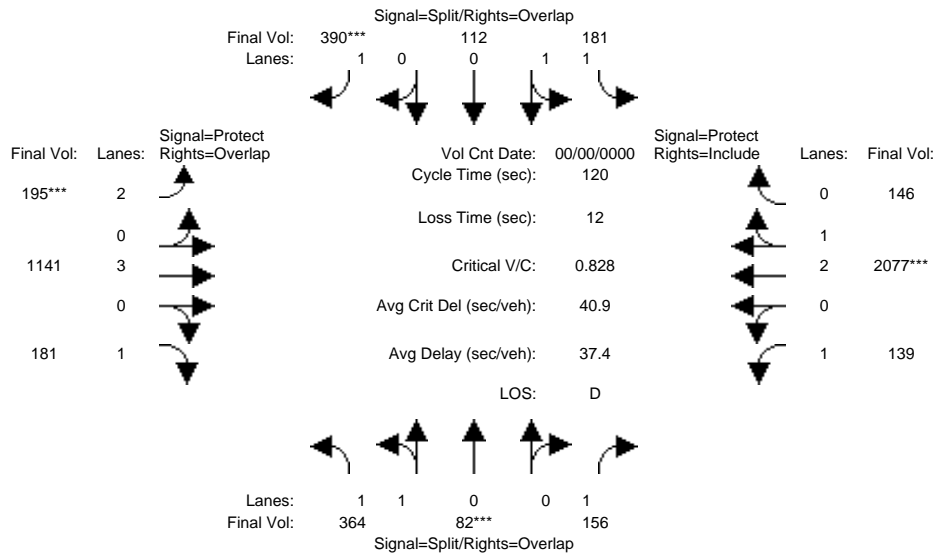 Signal=Split/Rights=Overlap
Final Vol: 390*** 112 181
Lanes: 1 0 0 1 1
Signal=Protect
Final Vol: Lanes: Rights=Overlap
Vol Cnt Date: 00/00/0000
Signal=Protect
Rights=Include Lanes: Final Vol:
Cycle Time (sec): 120
195*** 2
0 146
Loss Time (sec): 12
0
1
1141 3
Critical V/C: 0.828
2 2077***
0
Avg Crit Del (sec/veh): 40.9
0
181 1
Avg Delay (sec/veh): 37.4
1 139
LOS: D
Lanes: 1 1 0 0 1
Final Vol: 364 82*** 156
Signal=Split/Rights=Overlap